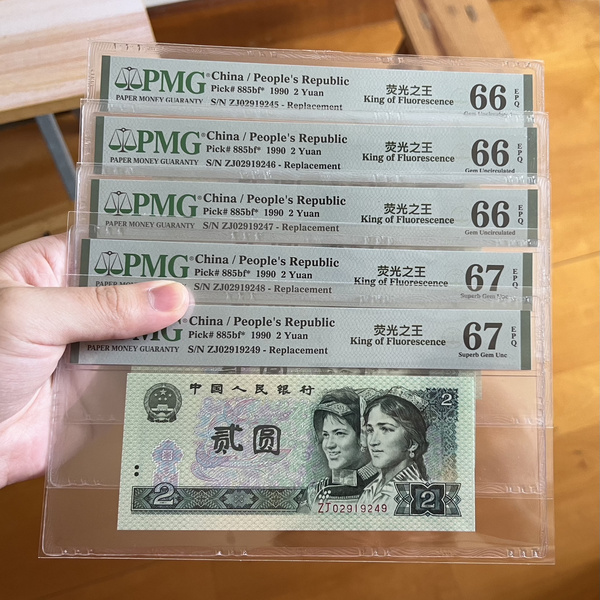 PMG® China / People's Republic
Pick# 885bf* 1990 2 Yuan
荧光之王
King of Fluorescence
66 EPQ
PAPER MONEY GUARANTY
S/N ZJ02919245 - Replacement
Gem Uncirculated
PMG® China / People's Republic
Pick# 885bf* 1990 2 Yuan
荧光之王
King of Fluorescence
66 EPQ
PAPER MONEY GUARANTY
S/N ZJ02919246 - Replacement
Gem Uncirculated
PMG® China / People's Republic
Pick# 885bf* 1990 2 Yuan
荧光之王
King of Fluorescence
66 EPQ
PAPER MONEY GUARANTY
S/N ZJ02919247 - Replacement
Gem Uncirculated
PMG® China / People's Republic
Pick# 885bf* 1990 2 Yuan
荧光之王
King of Fluorescence
67 EPQ
S/N ZJ02919248 - Replacement
Superb Gem Unc
PMG® China / People's Republic
Pick# 885bf* 1990 2 Yuan
荧光之王
King of Fluorescence
67 EPQ
PAPER MONEY GUARANTY
S/N ZJ02919249 - Replacement
Superb Gem Unc
中国人民银行
2
贰圆
2
2
ZJ02919249